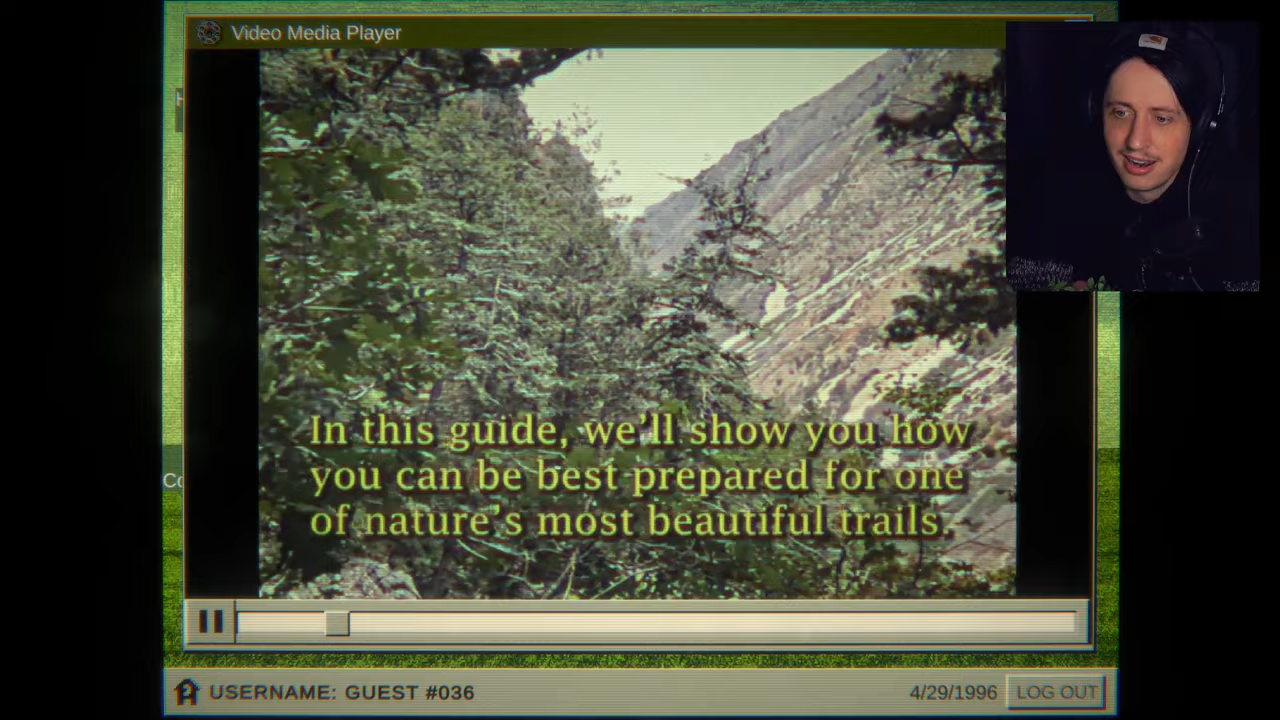 Video Media Player
H
In this guide, we'll show you how
you can be best prepared for one
of nature's most beautiful trails.
Co
USERNAME: GUEST #036
4/29/1996
LOG OUT